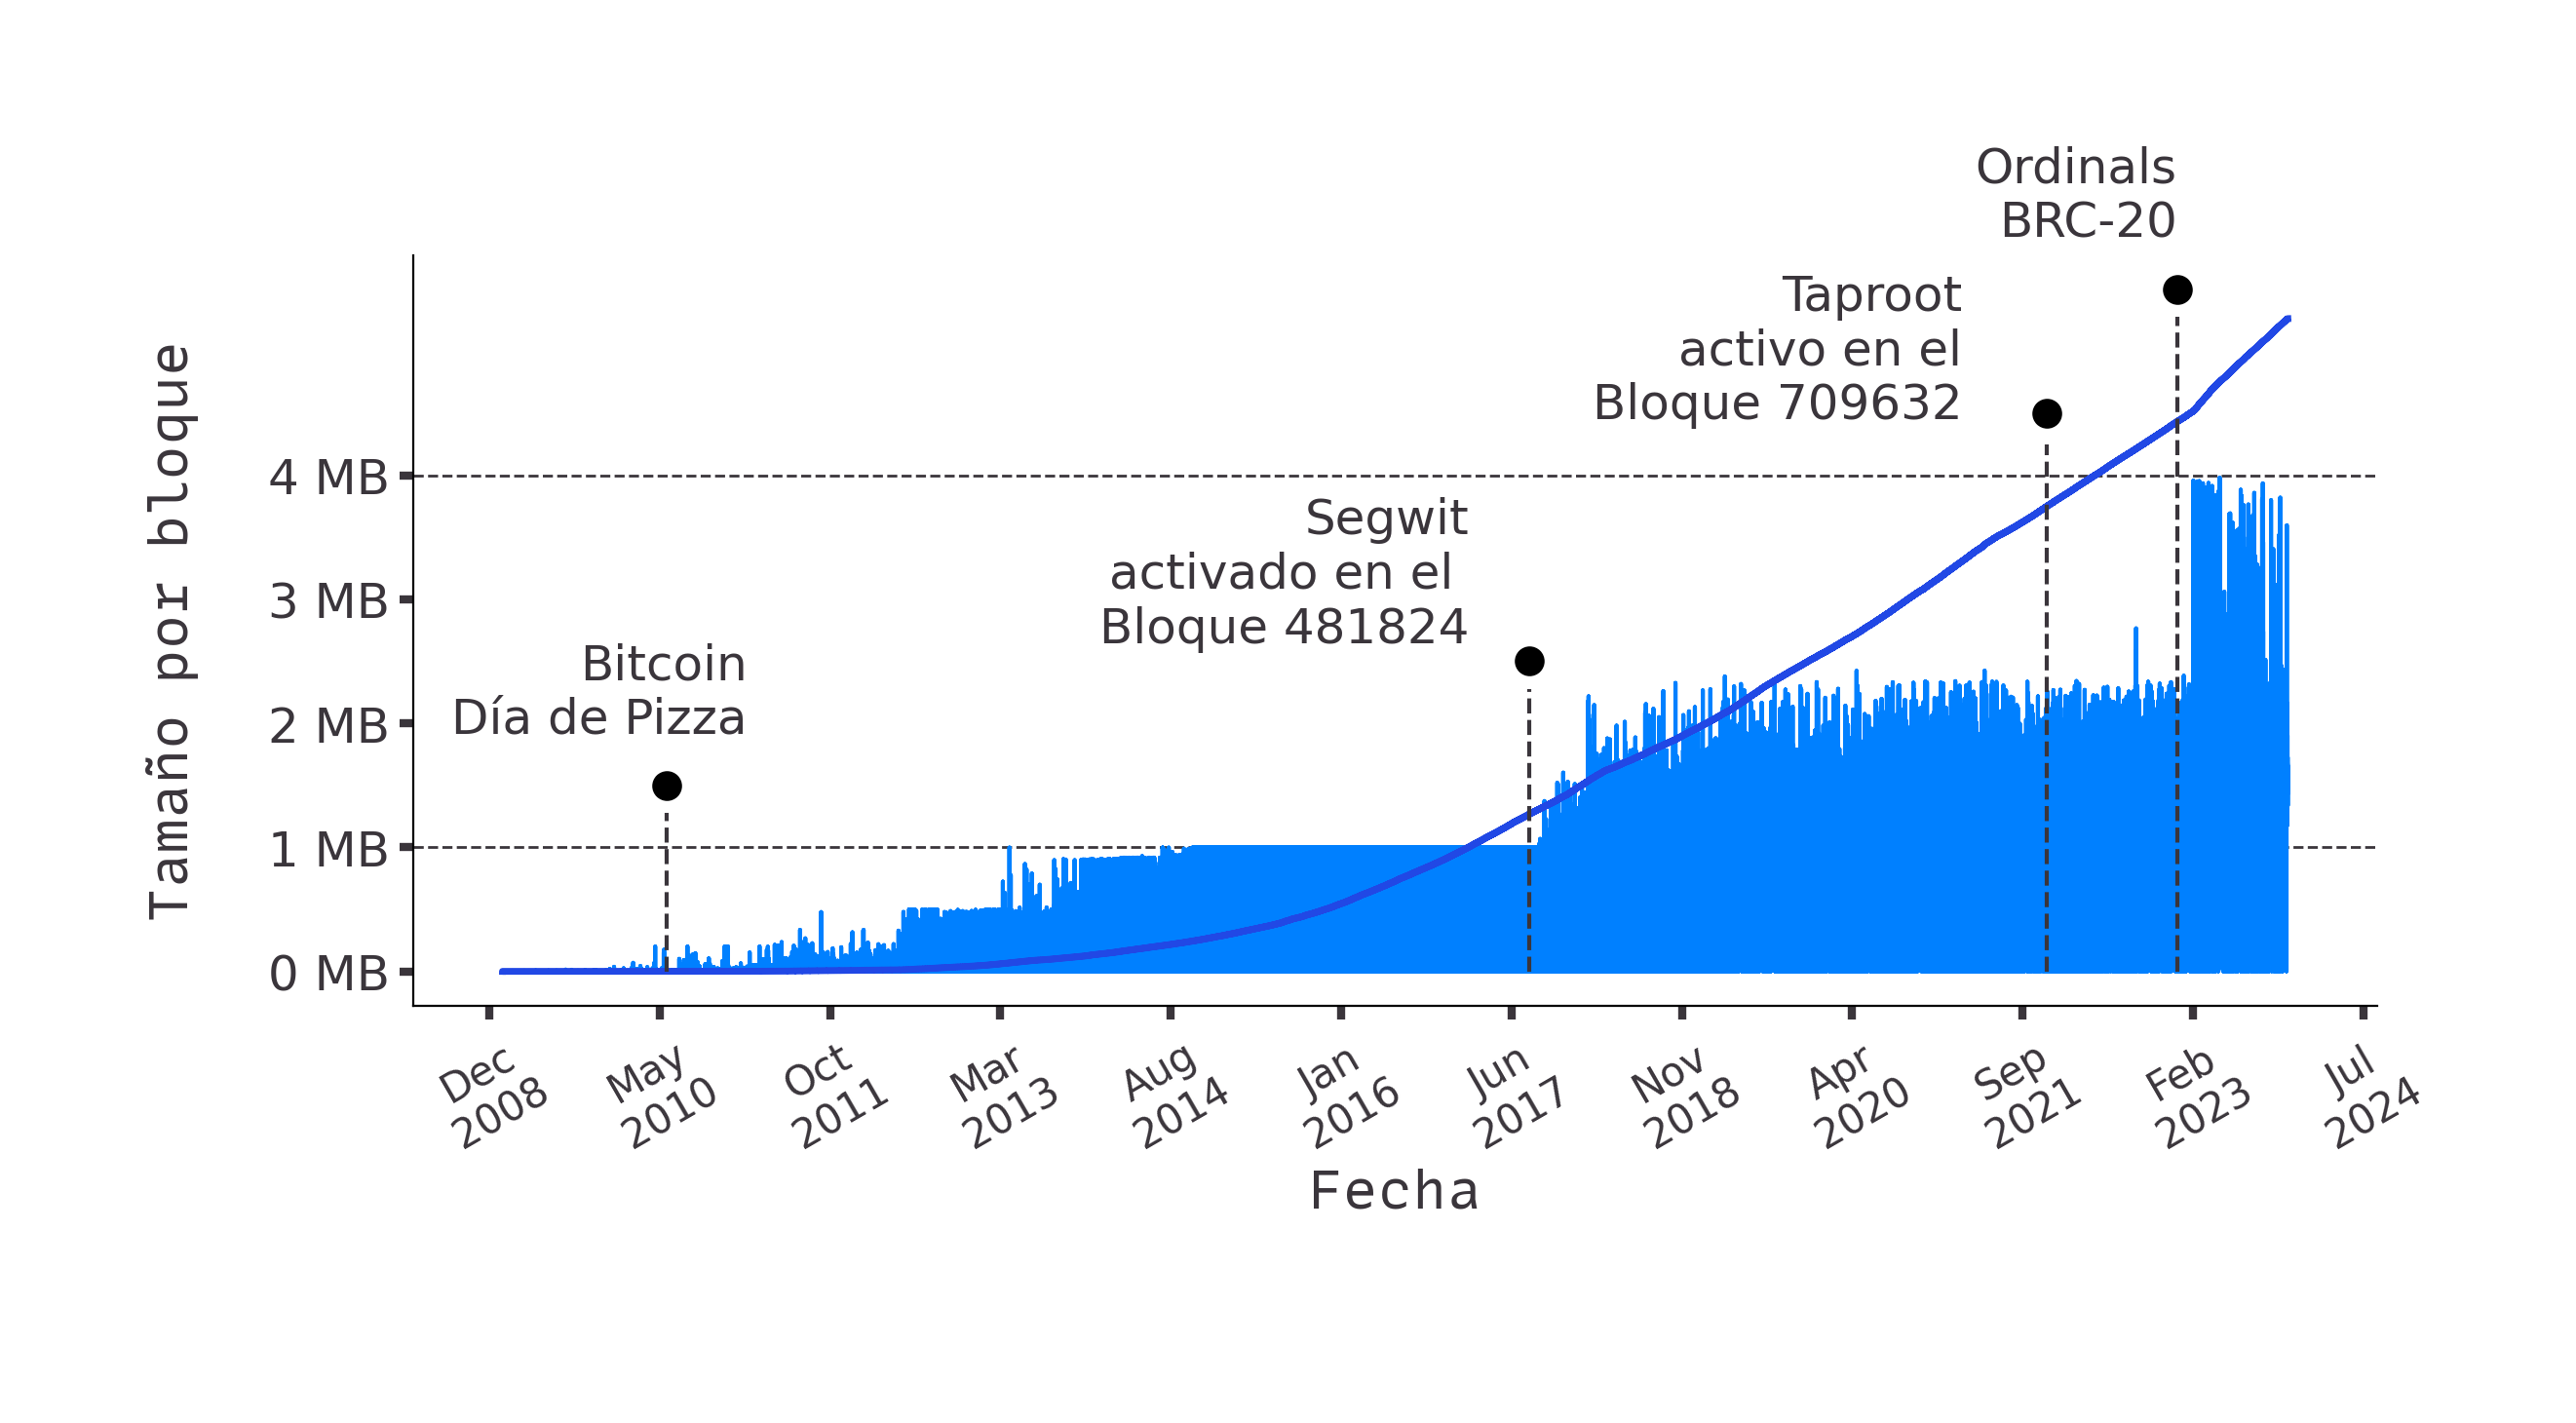 Ordinals
BRC-20
Taproot
activo en el
Bloque 709632
Segwit
activado en el
Bloque 481824
Bitcoin
Día de Pizza
Tamaño por bloque
4 MB
3 MB
2 MB
1 MB
0 MB
Dec
2008
May
2010
Oct
2011
Mar
2013
Aug
2014
Jan
2016
Jun
2017
Nov
2018
Apr
2020
Sep
2021
Feb
2023
Jul
2024
Fecha